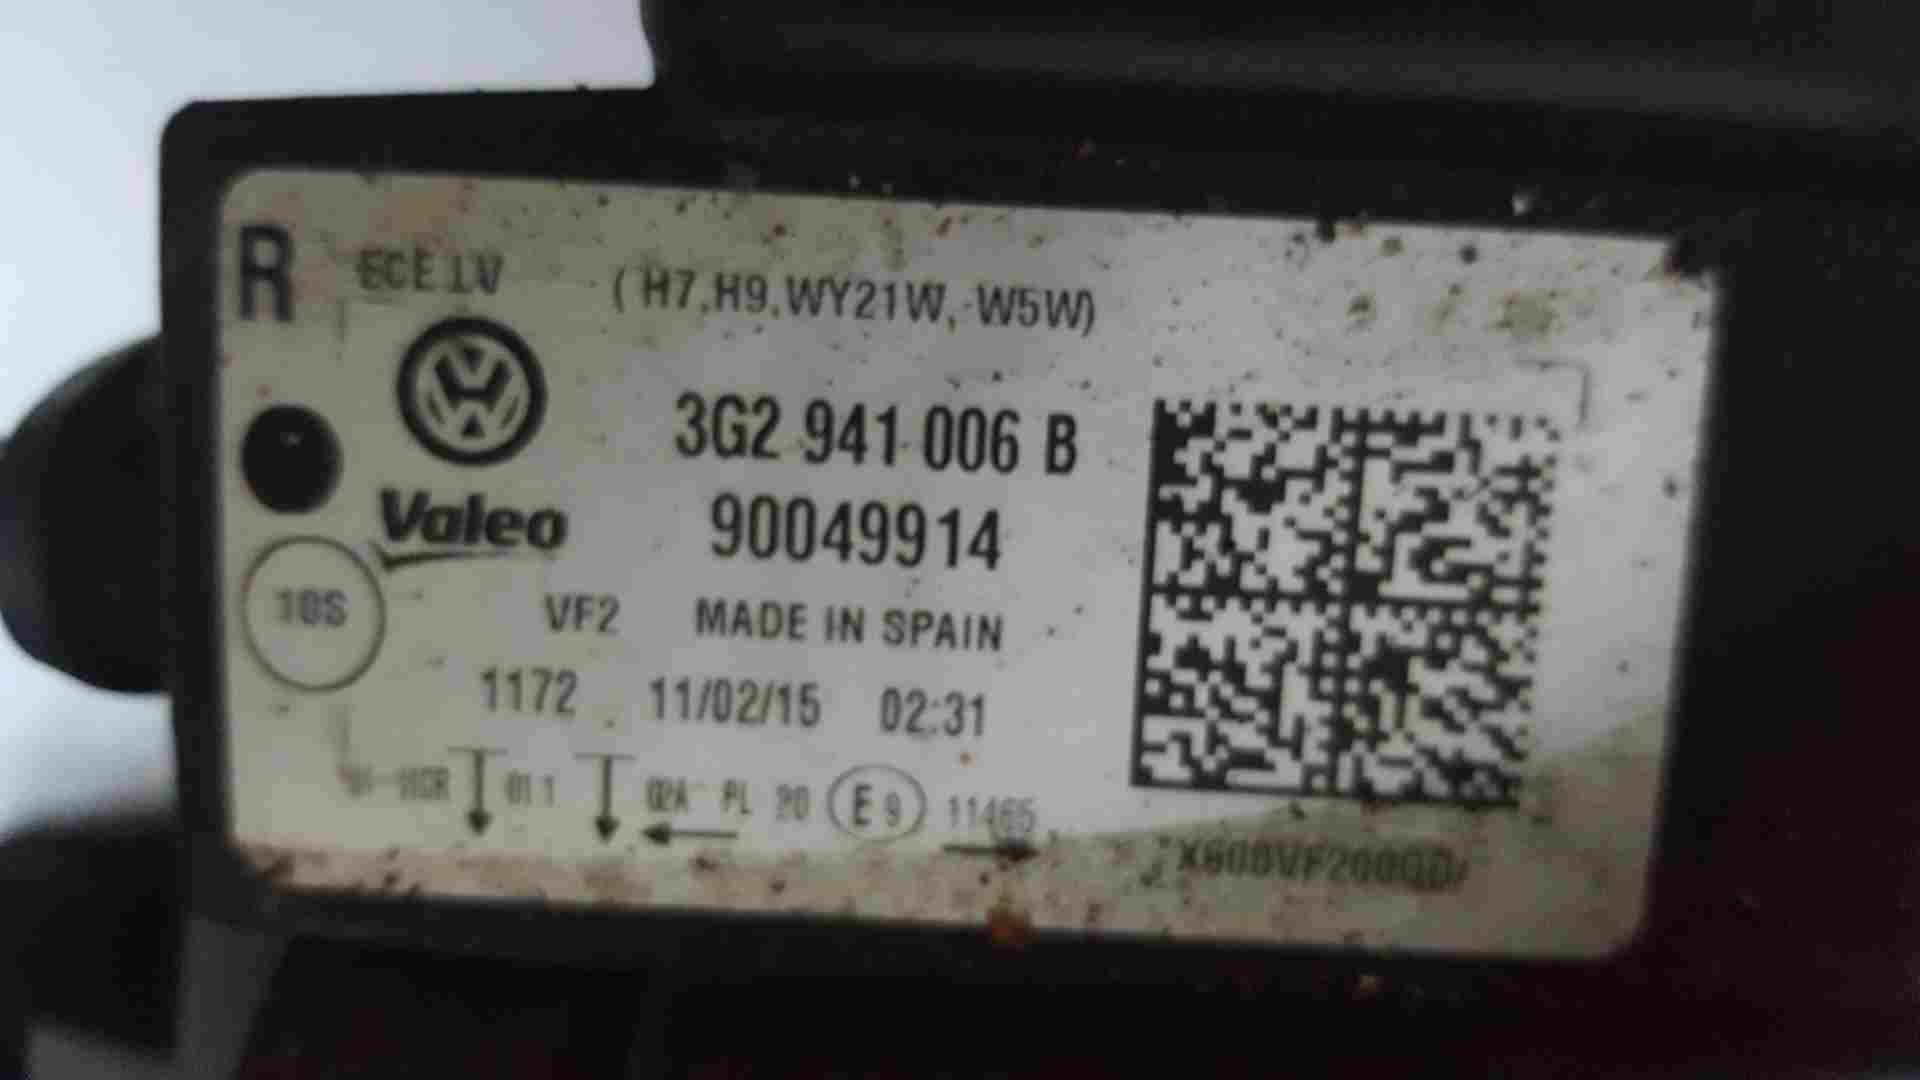 R ECE LV (H7,H9,WY21W, W5W)
3G2 941 006 B
Valeo 90049914
10S VF2 MADE IN SPAIN
1172 11/02/15 02:31
011 02A PL 20 E9 11465